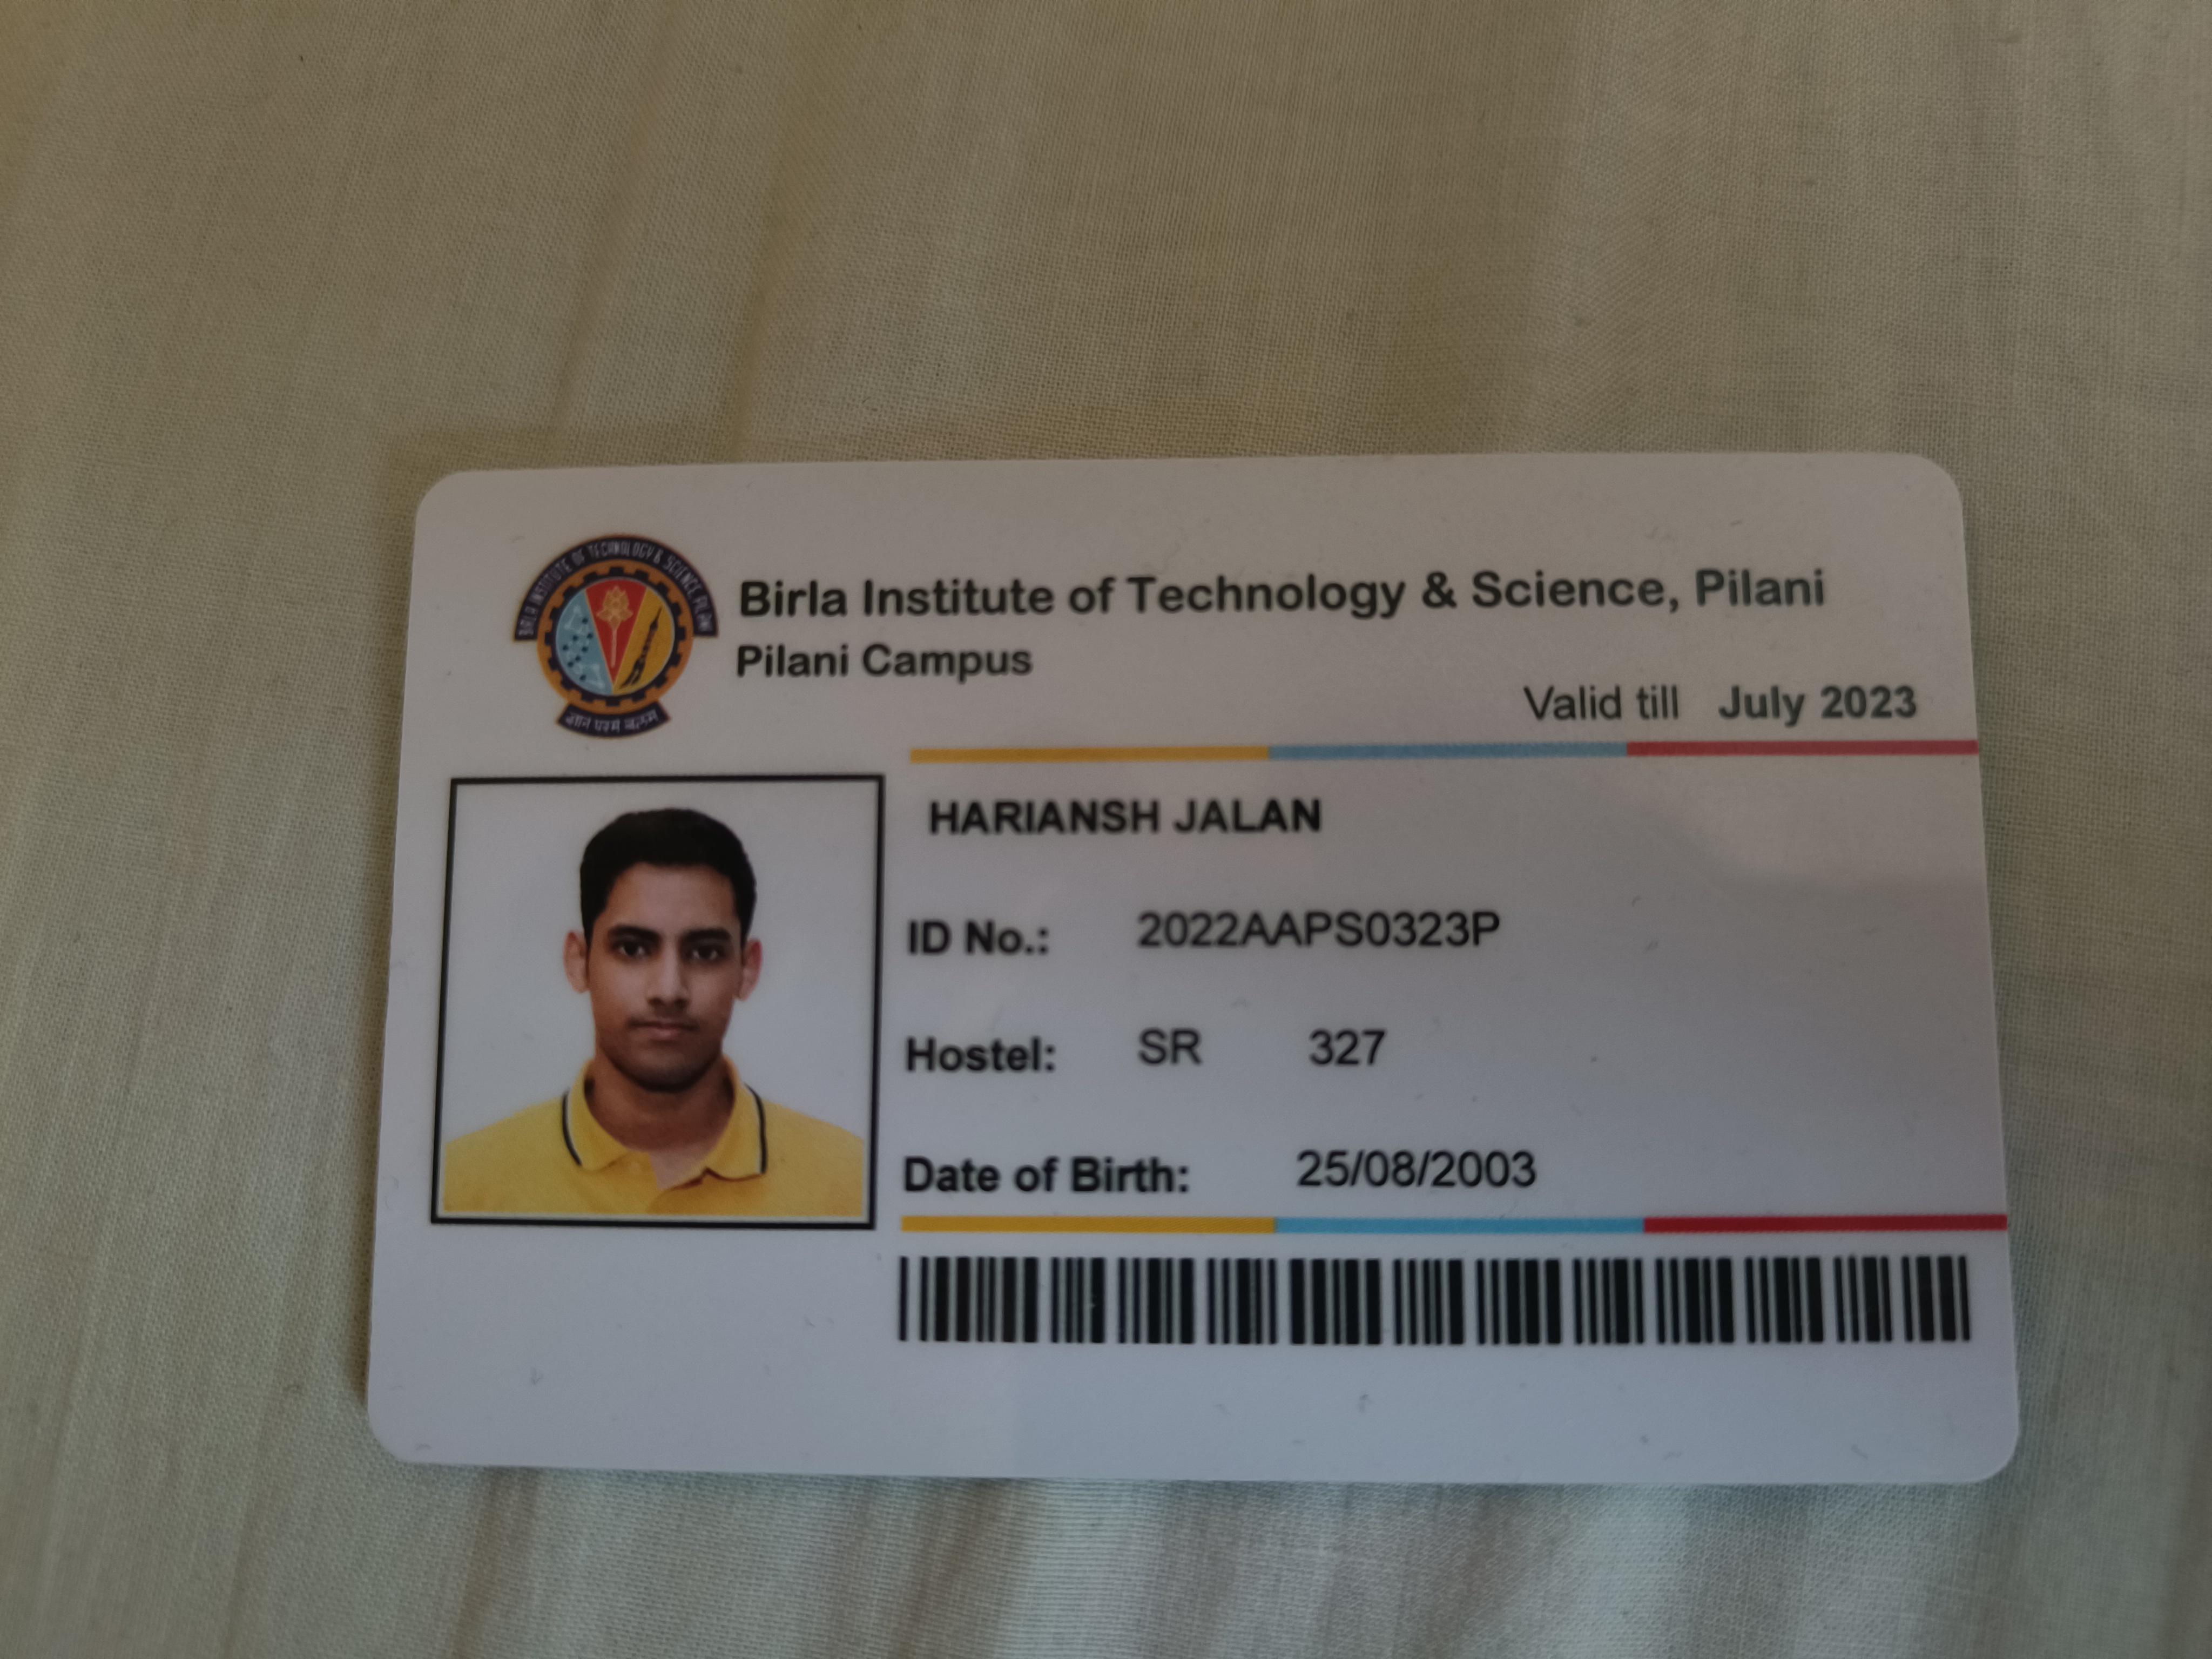 BIRLA INSTITUTE OF TECHNOLOGY & SCIENCE, PILANI
ज्ञानं परमं बलम्
Birla Institute of Technology & Science, Pilani
Pilani Campus
Valid till July 2023
HARIANSH JALAN
ID No.: 2022AAPS0323P
Hostel: SR 327
Date of Birth: 25/08/2003